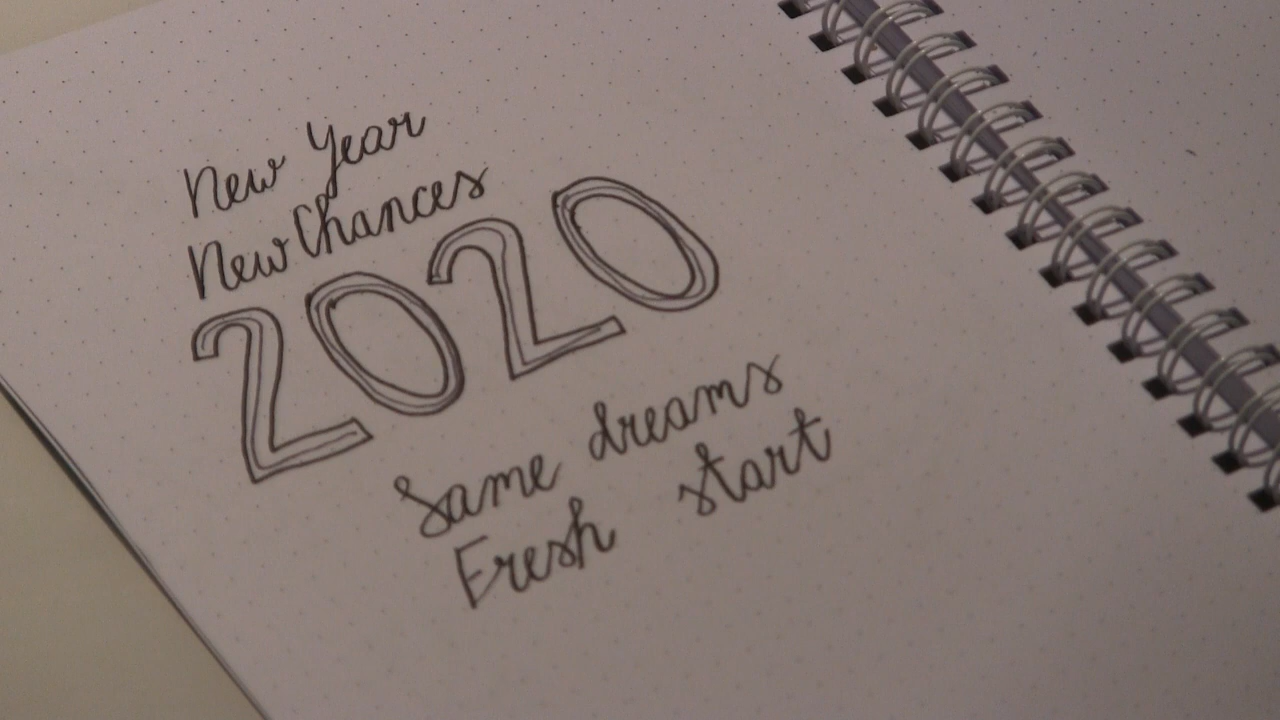 New Year
New Chances
2020
Same dreams
Fresh start